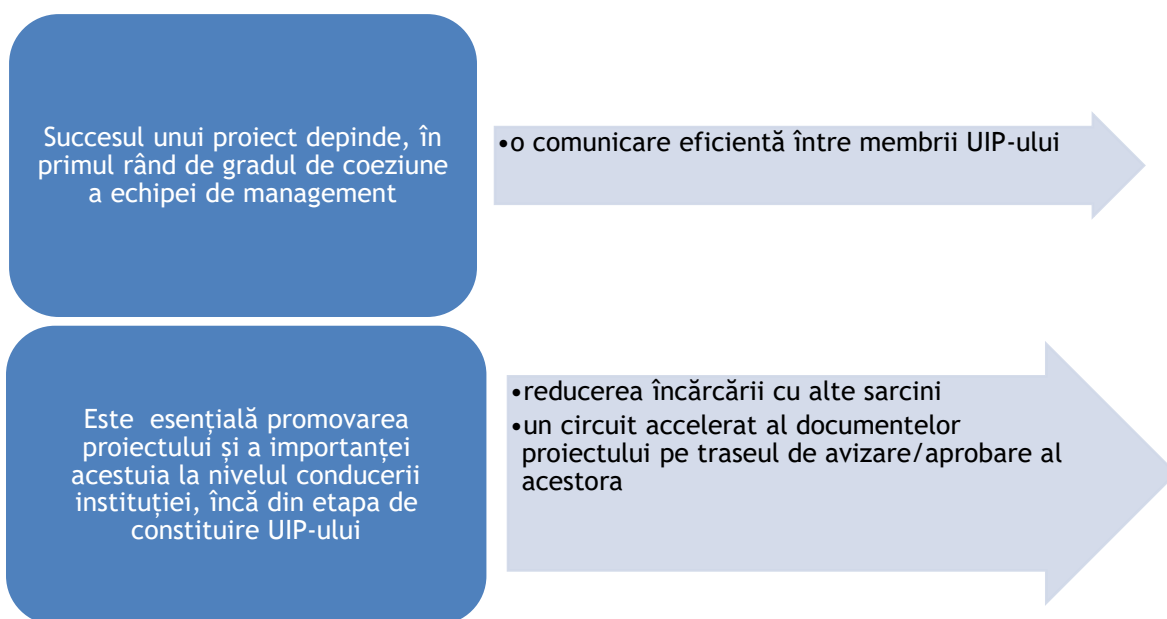 Succesul unui proiect depinde, în
primul rând de gradul de coeziune
a echipei de management
•o comunicare eficientă între membrii UIP-ului
Este esențială promovarea
proiectului și a importanței
acestuia la nivelul conducerii
instituției, încă din etapa de
constituire UIP-ului
•reducerea încărcării cu alte sarcini
•un circuit accelerat al documentelor
proiectului pe traseul de avizare/aprobare al
acestora